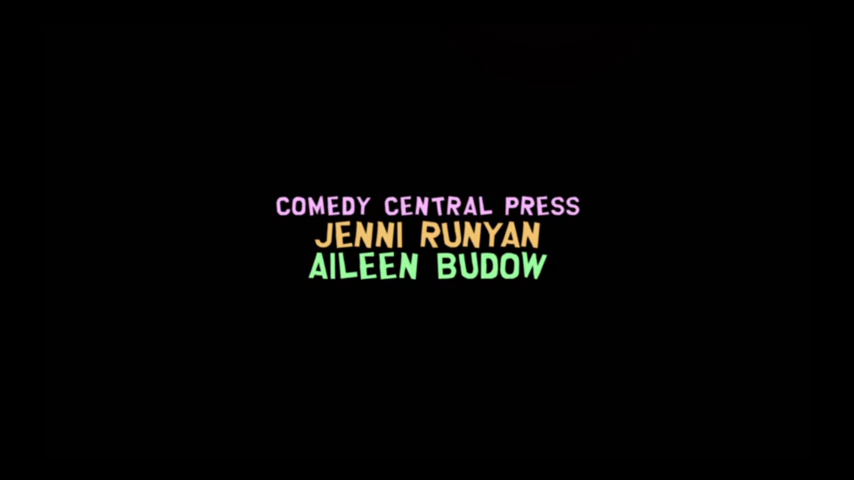 COMEDY CENTRAL PRESS
JENNI RUNYAN
AILEEN BUDOW